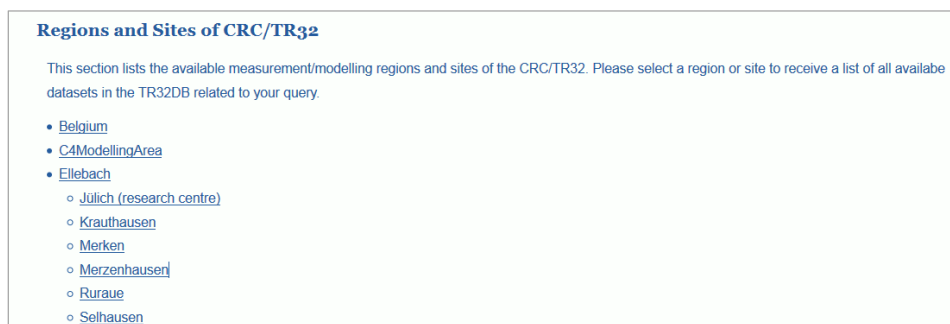 Regions and Sites of CRC/TR32
This section lists the available measurement/modelling regions and sites of the CRC/TR32. Please select a region or site to receive a list of all availabe
datasets in the TR32DB related to your query.
• Belgium
• C4ModellingArea
• Ellebach
○ Jülich (research centre)
○ Krauthausen
○ Merken
○ Merzenhausen
○ Ruraue
○ Selhausen